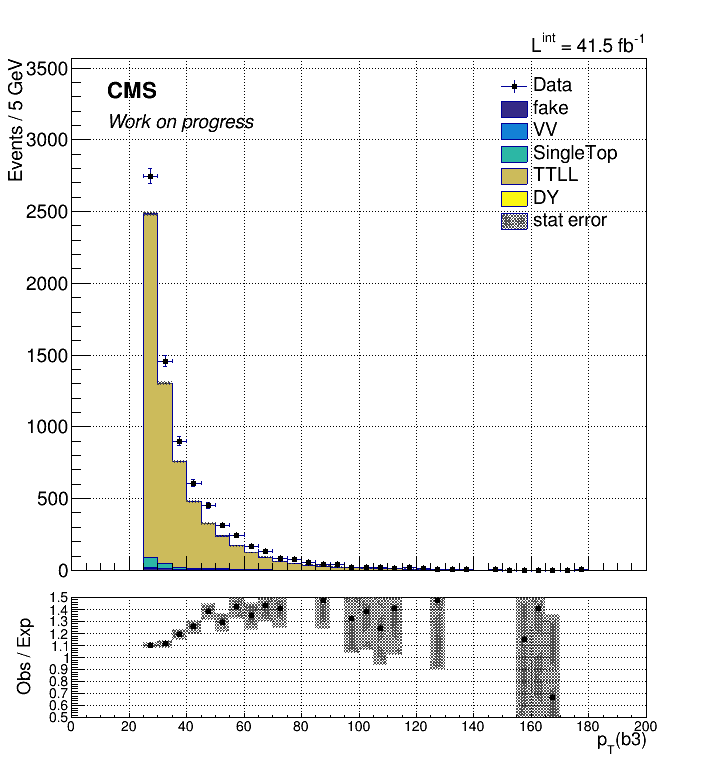 L^int = 41.5 fb^-1
Events / 5 GeV
3500
3000
2500
2000
1500
1000
500
0
CMS
Work on progress
Data
fake
VV
SingleTop
TTLL
DY
stat error
Obs / Exp
1.5
1.4
1.3
1.2
1.1
1
0.9
0.8
0.7
0.6
0.5
0 20 40 60 80 100 120 140 160 180 200
p_T(b3)